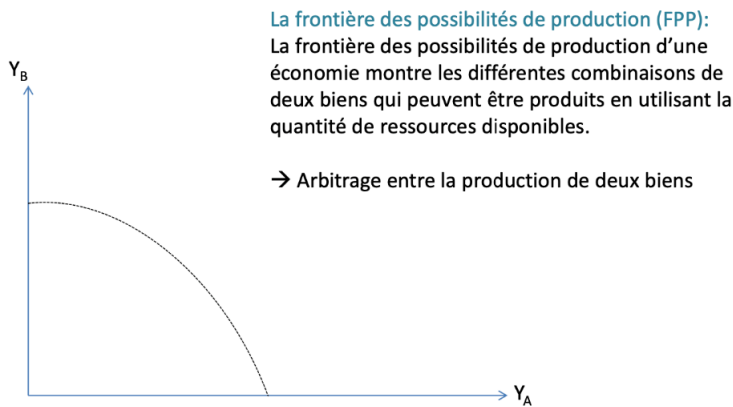 La frontière des possibilités de production (FPP):
La frontière des possibilités de production d’une
économie montre les différentes combinaisons de
deux biens qui peuvent être produits en utilisant la
quantité de ressources disponibles.
→ Arbitrage entre la production de deux biens
Y_B
Y_A